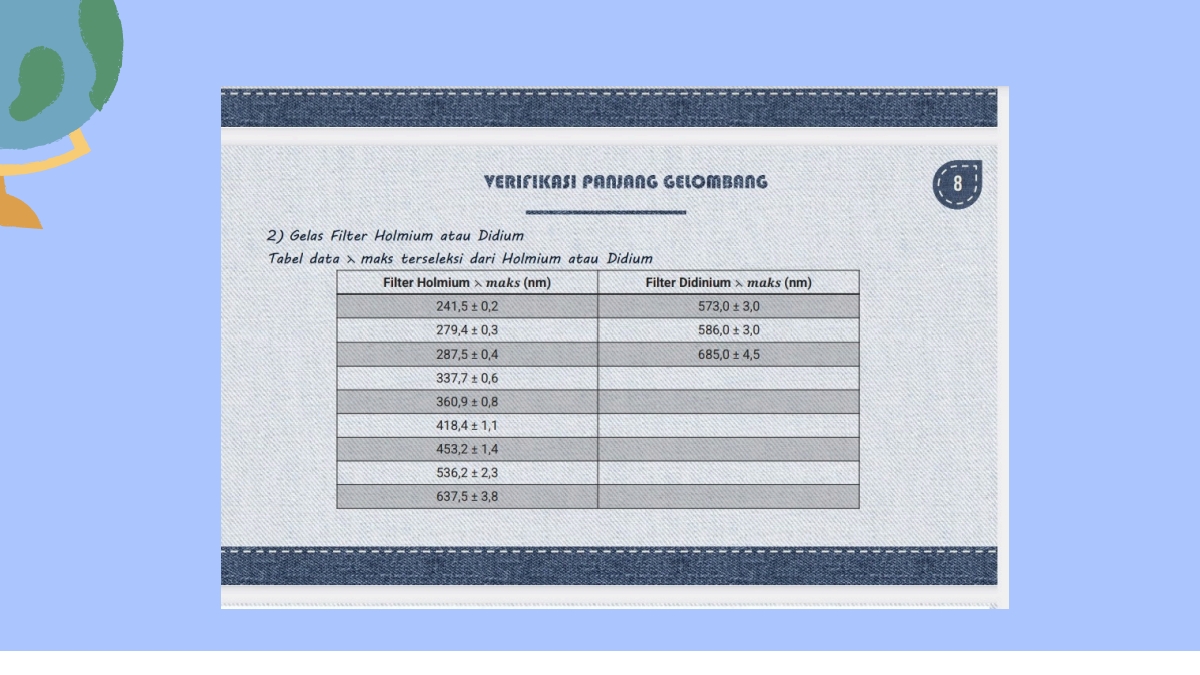 VERIFIKASI PANJANG GELOMBANG
8
2) Gelas Filter Holmium atau Didium
Tabel data λ maks terseleksi dari Holmium atau Didium
Filter Holmium λ maks (nm) Filter Didinium λ maks (nm)
241,5 ± 0,2 573,0 ± 3,0
279,4 ± 0,3 586,0 ± 3,0
287,5 ± 0,4 685,0 ± 4,5
337,7 ± 0,6
360,9 ± 0,8
418,4 ± 1,1
453,2 ± 1,4
536,2 ± 2,3
637,5 ± 3,8